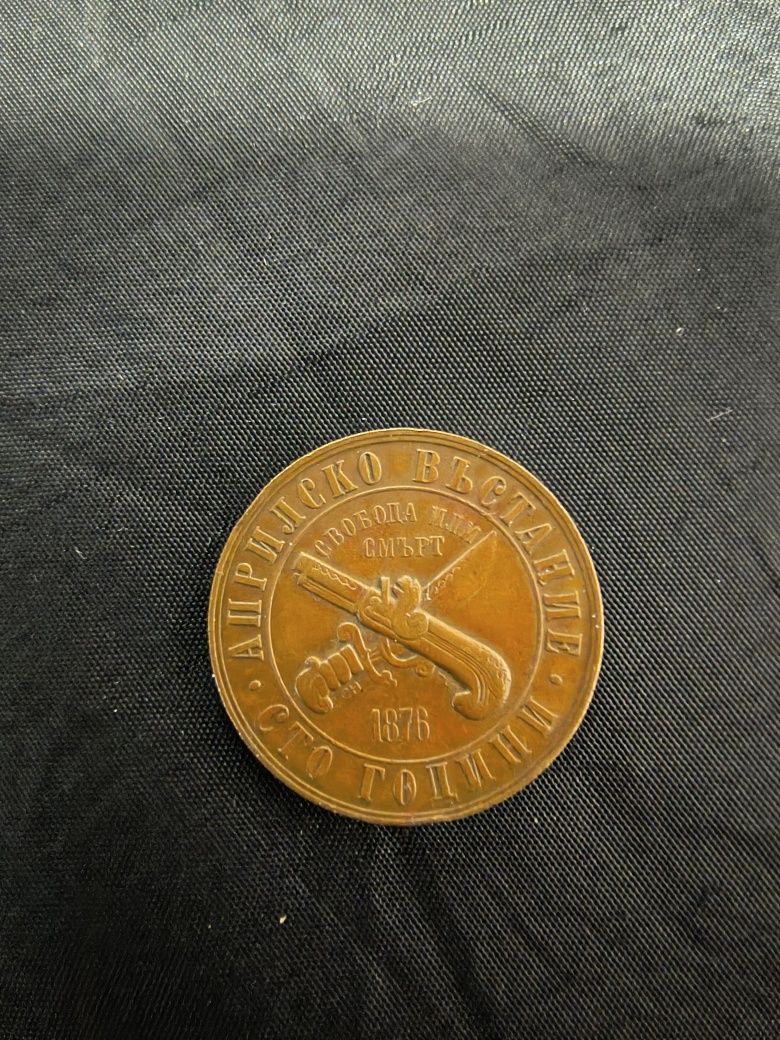 АПРИЛСКО ВЪСТАНИЕ
СВОБОДА ИЛИ
СМЪРТ
1876
СТО ГОДИНИ